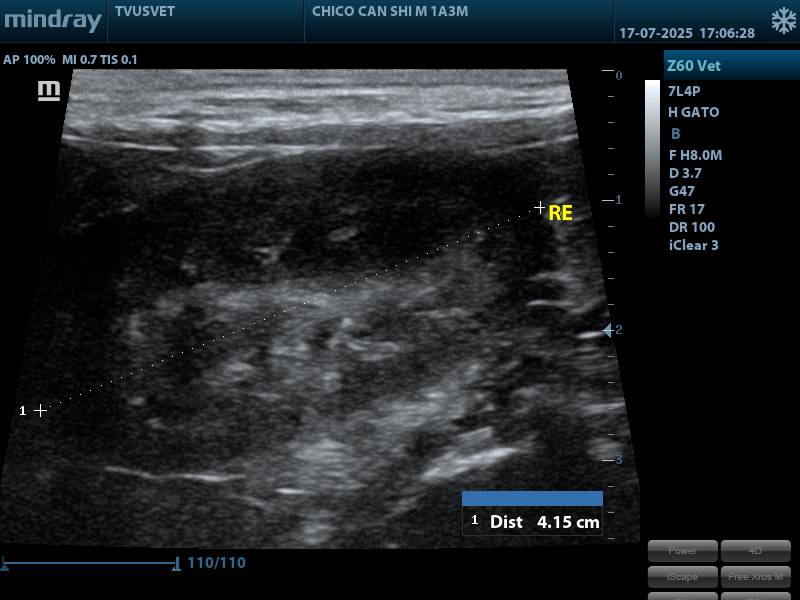 mindray
TVUSVET
CHICO CAN SHI M 1A3M
17-07-2025 17:06:28
AP 100% MI 0.7 TIS 0.1
m
Z60 Vet
7L4P
H GATO
B
F H8.0M
D 3.7
G47
FR 17
DR 100
iClear 3
0
1
RE
2
1
3
1 Dist 4.15 cm
110/110
Power
4D
iScape
Free Xros M